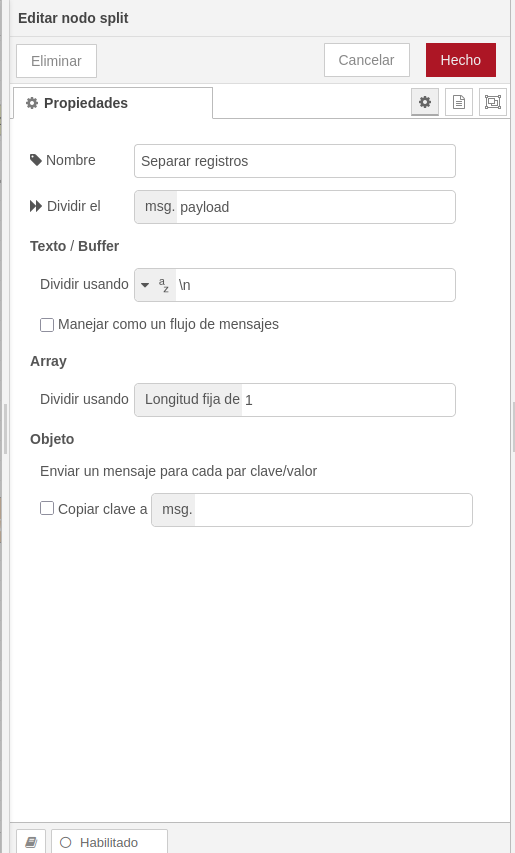 Editar nodo split
Eliminar
Cancelar
Hecho
Propiedades
Nombre
Separar registros
Dividir el
msg. payload
Texto / Buffer
Dividir usando
a
z
\n
Manejar como un flujo de mensajes
Array
Dividir usando
Longitud fija de 1
Objeto
Enviar un mensaje para cada par clave/valor
Copiar clave a
msg.
Habilitado